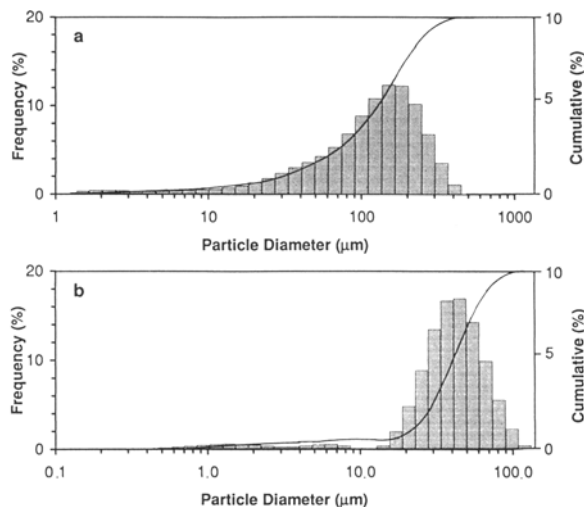 a
Frequency (%)
20
10
0
Cumulative (%)
10
5
0
1 10 100 1000
Particle Diameter (μm)
b
Frequency (%)
20
10
0
Cumulative (%)
10
5
0
0.1 1.0 10.0 100.0
Particle Diameter (μm)